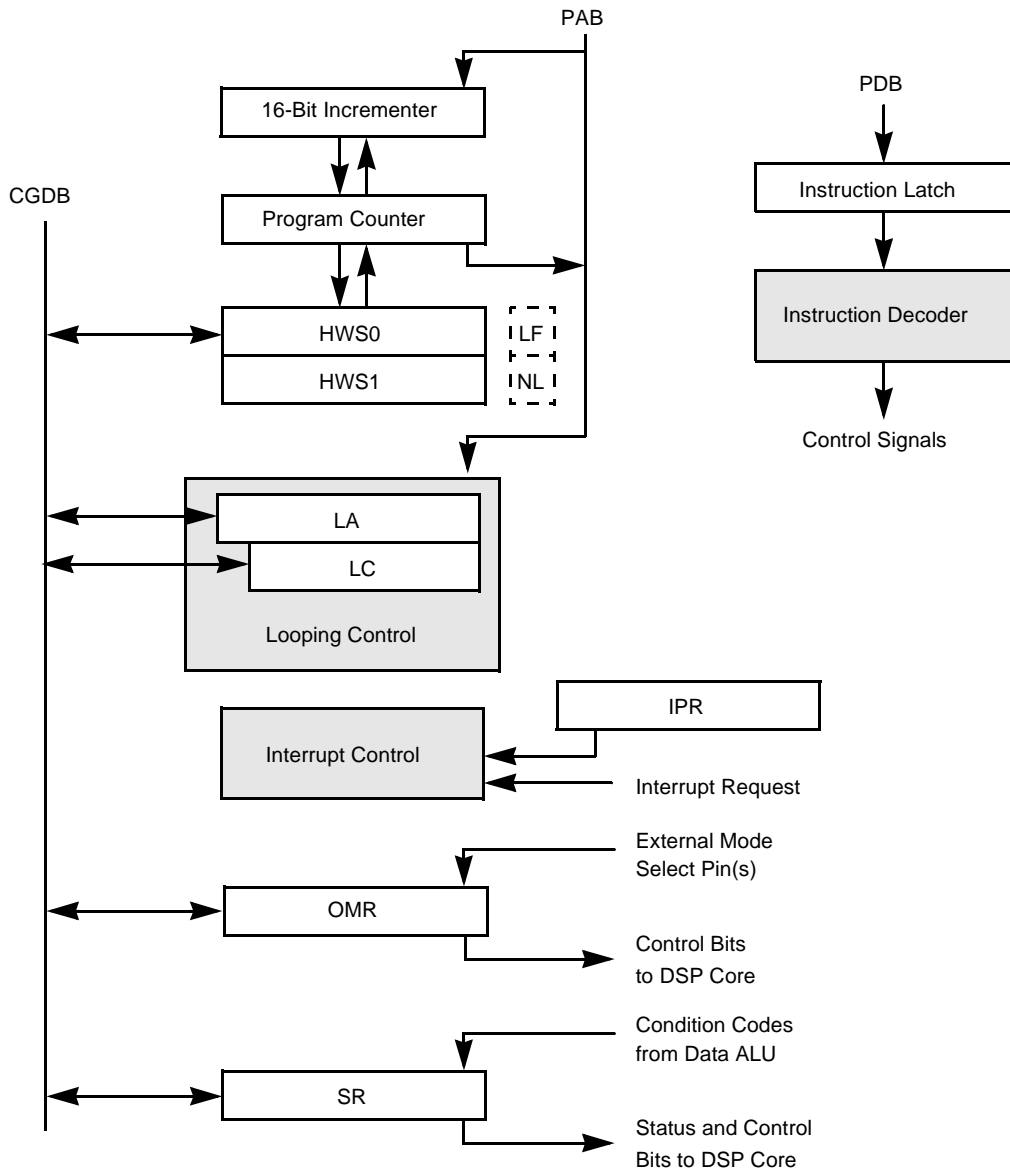 PAB
16-Bit Incrementer
PDB
CGDB
Instruction Latch
Program Counter
Instruction Decoder
HWS0
LF
HWS1
NL
Control Signals
LA
LC
Looping Control
IPR
Interrupt Control
Interrupt Request
External Mode
Select Pin(s)
OMR
Control Bits
to DSP Core
Condition Codes
from Data ALU
SR
Status and Control
Bits to DSP Core